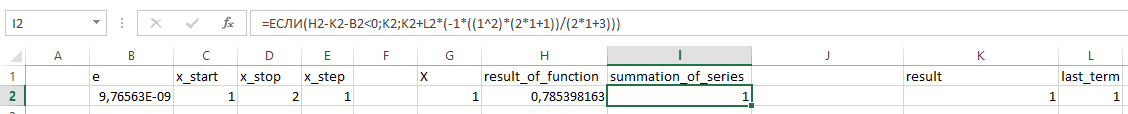 I2 fx =ЕСЛИ(H2-K2-B2<0;K2;K2+L2*(-1*((1^2)*(2*1+1))/(2*1+3)))
A B C D E F G H I J K L
1 e x_start x_stop x_step X result_of_function summation_of_series result last_term
2 9,76563E-09 1 2 1 1 0,785398163 1 1 1